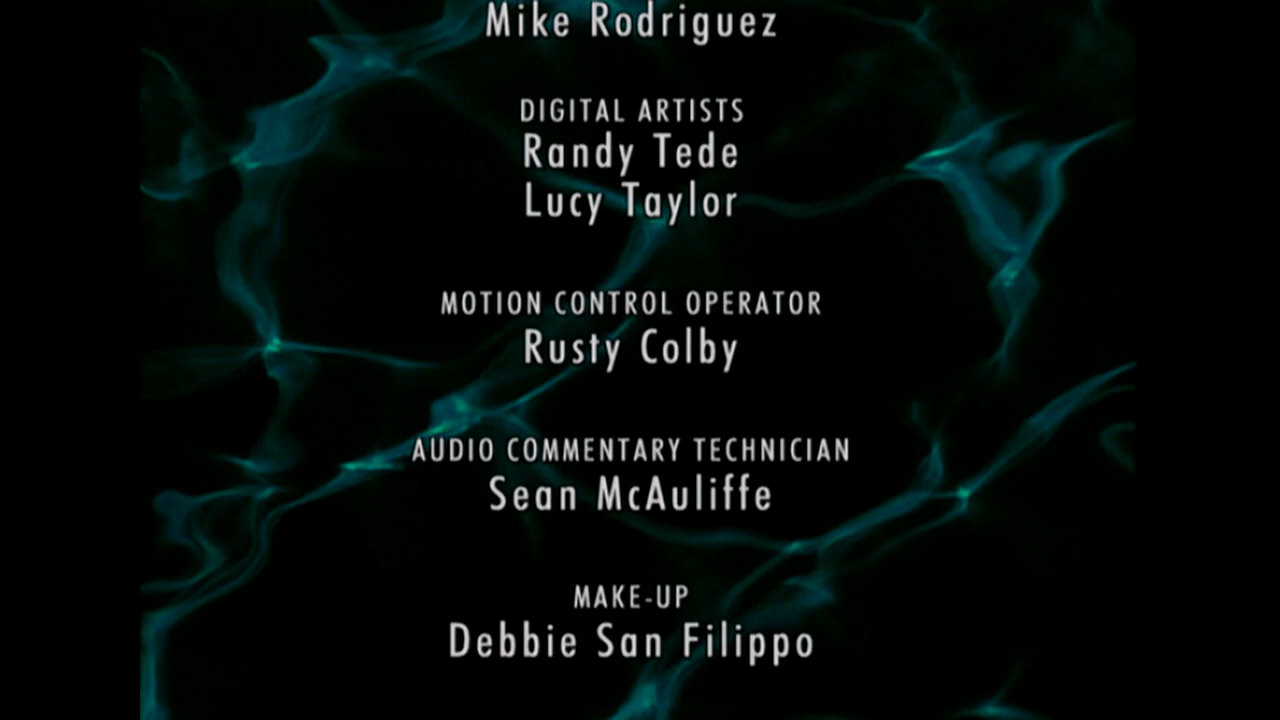 Mike Rodriguez
DIGITAL ARTISTS
Randy Tede
Lucy Taylor
MOTION CONTROL OPERATOR
Rusty Colby
AUDIO COMMENTARY TECHNICIAN
Sean McAuliffe
MAKE-UP
Debbie San Filippo